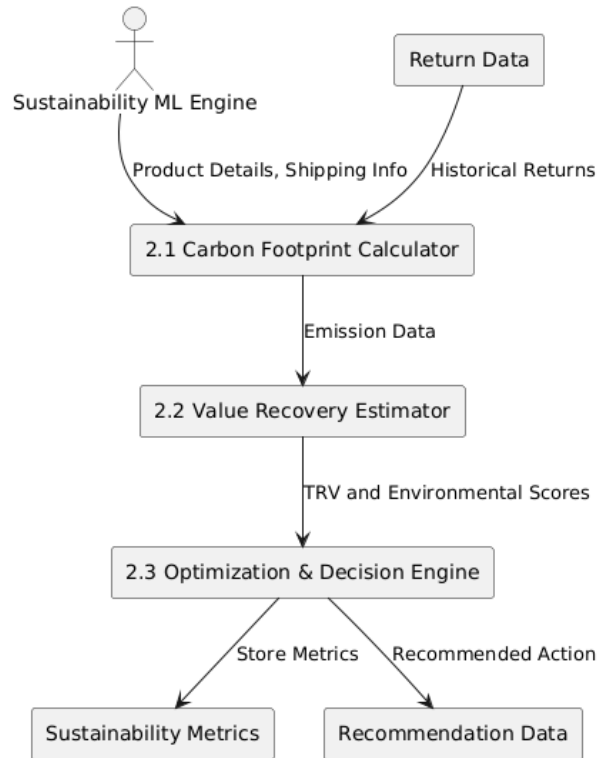 Return Data
Sustainability ML Engine
Product Details, Shipping Info
Historical Returns
2.1 Carbon Footprint Calculator
Emission Data
2.2 Value Recovery Estimator
TRV and Environmental Scores
2.3 Optimization & Decision Engine
Store Metrics
Recommended Action
Sustainability Metrics
Recommendation Data